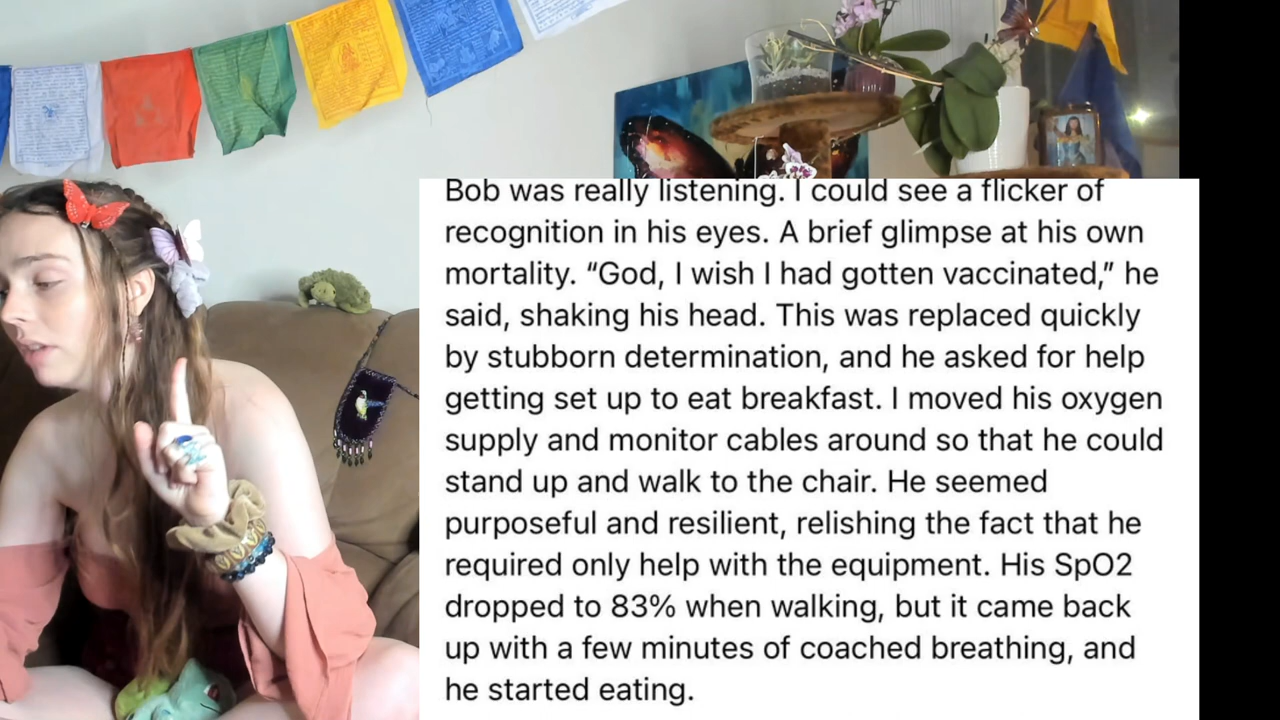 Bob was really listening. I could see a flicker of
recognition in his eyes. A brief glimpse at his own
mortality. “God, I wish I had gotten vaccinated,” he
said, shaking his head. This was replaced quickly
by stubborn determination, and he asked for help
getting set up to eat breakfast. I moved his oxygen
supply and monitor cables around so that he could
stand up and walk to the chair. He seemed
purposeful and resilient, relishing the fact that he
required only help with the equipment. His SpO2
dropped to 83% when walking, but it came back
up with a few minutes of coached breathing, and
he started eating.